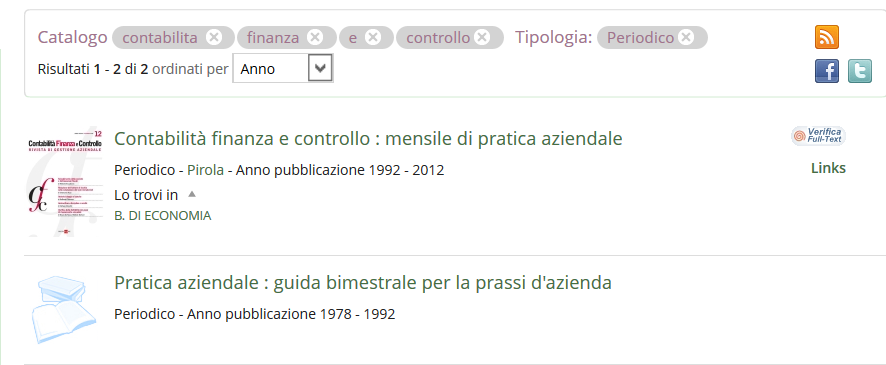 Catalogo contabilita finanza e controllo Tipologia: Periodico
Risultati 1 - 2 di 2 ordinati per Anno
Contabilità finanza e controllo : mensile di pratica aziendale
Verifica
Full-Text
Periodico - Pirola - Anno pubblicazione 1992 - 2012
Links
Lo trovi in
B. DI ECONOMIA
12
Contabilità Finanza e Controllo
RIVISTA DI GESTIONE AZIENDALE
cfc
Pratica aziendale : guida bimestrale per la prassi d'azienda
Periodico - Anno pubblicazione 1978 - 1992